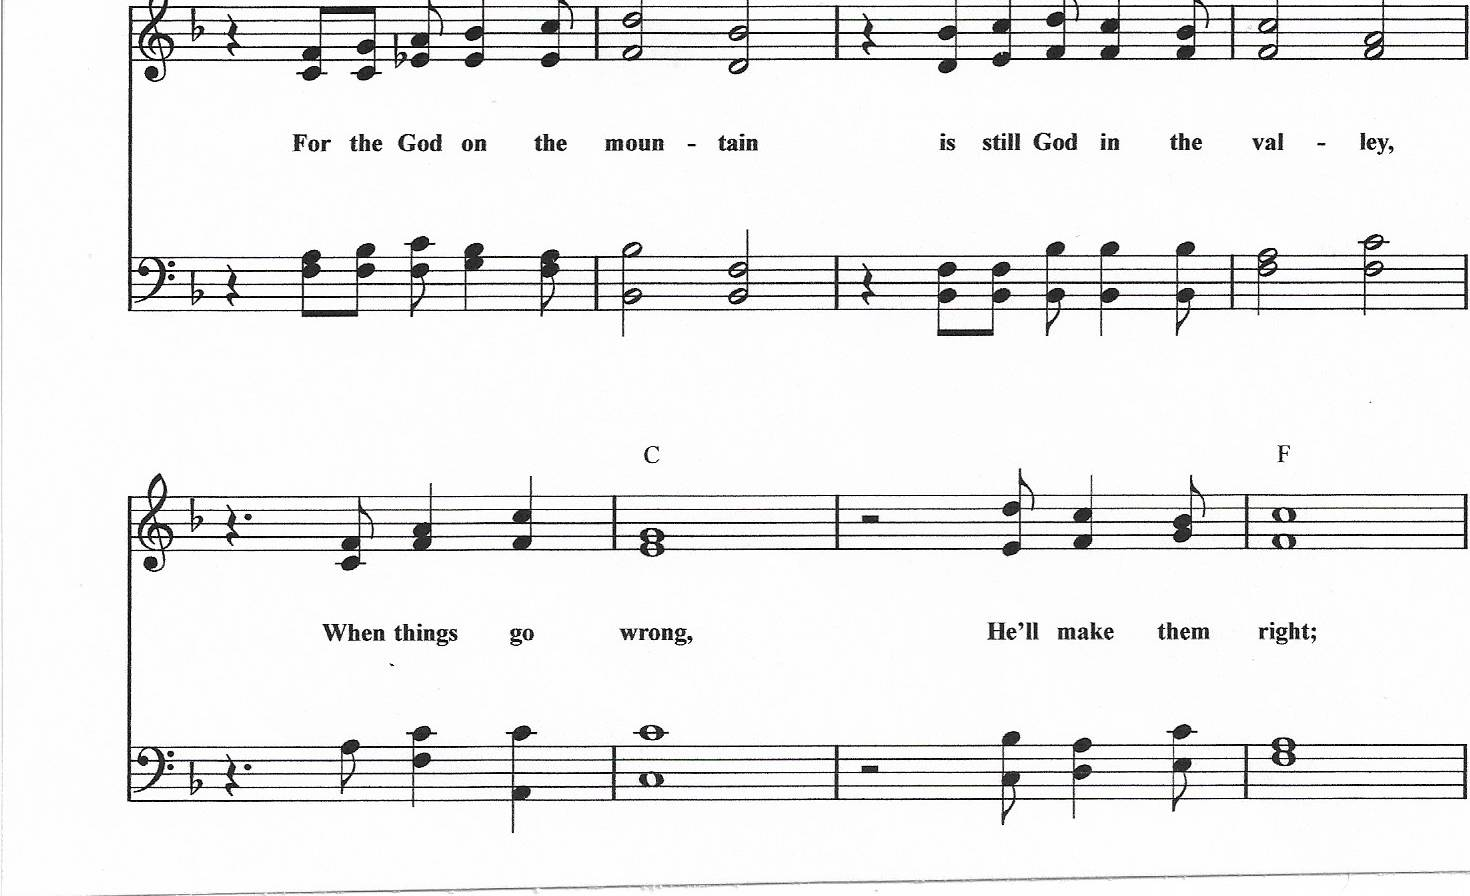 For the God on the moun - tain is still God in the val - ley,
C F
When things go wrong, He'll make them right;